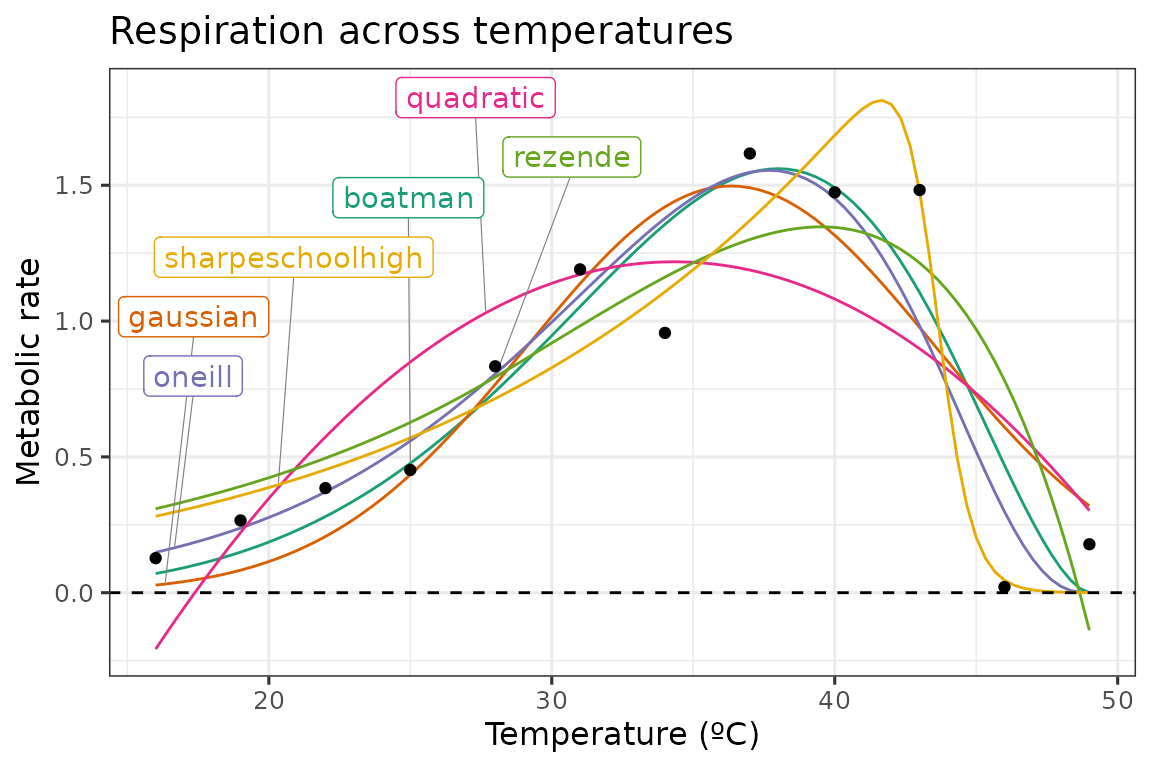 Respiration across temperatures
quadratic
rezende
boatman
sharpeschoolhigh
gaussian
oneill
Metabolic rate
1.5
1.0
0.5
0.0
20 30 40 50
Temperature (ºC)